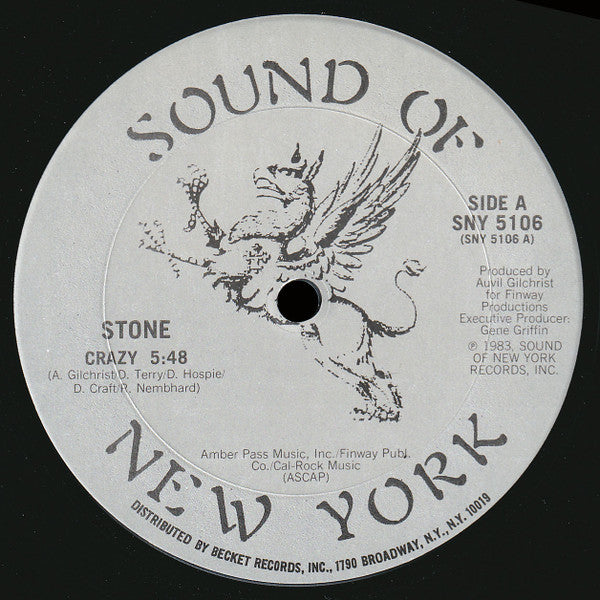 SOUND OF
SIDE A
SNY 5106
(SNY 5106 A)
Produced by
Auvil Gilchrist
for Finway
Productions
Executive Producer:
Gene Griffin
℗ 1983, SOUND
OF NEW YORK
RECORDS, INC.
STONE
CRAZY 5:48
(A. Gilchrist/D. Terry/D. Hospie/
D. Craft/R. Nembhard)
Amber Pass Music, Inc./Finway Publ.
Co./Cal-Rock Music
(ASCAP)
NEW YORK
DISTRIBUTED BY BECKET RECORDS, INC., 1790 BROADWAY, N.Y., N.Y. 10019